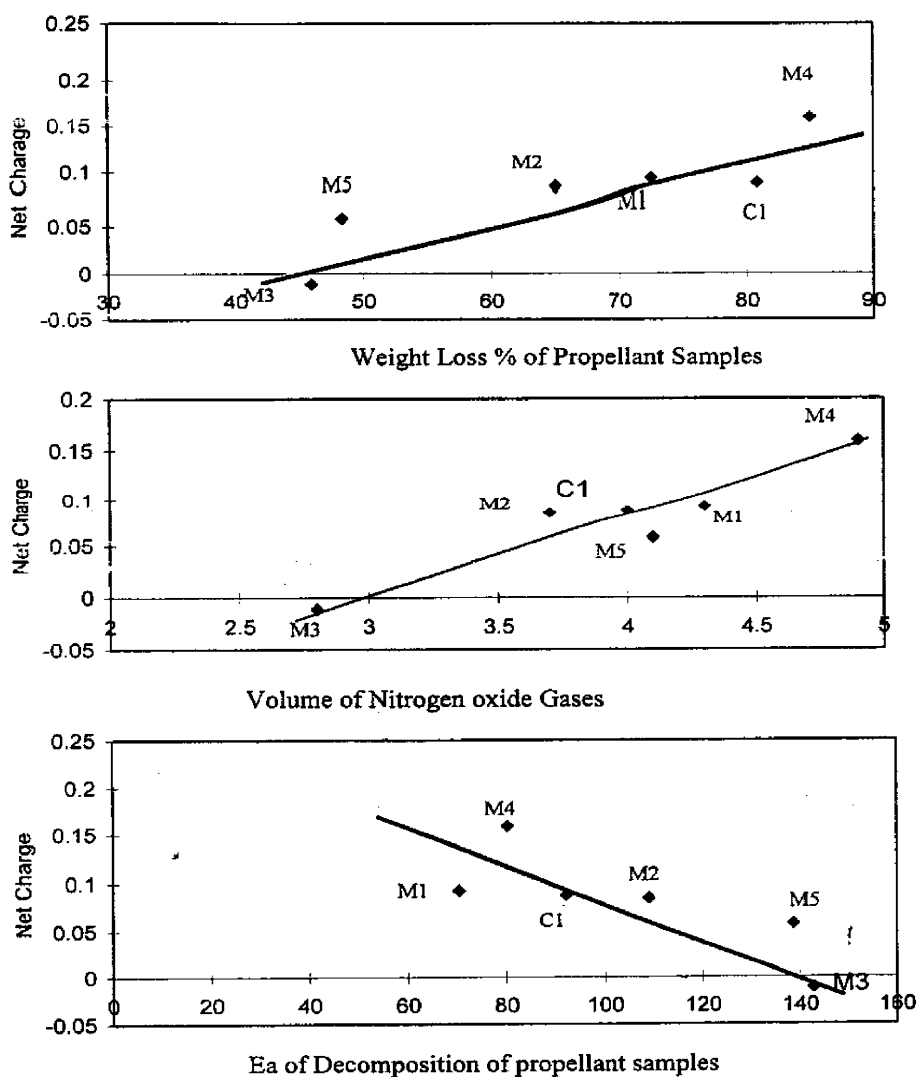 0.25
0.2
M4
0.15
M2
0.1
M5
M1
C1
0.05
0
M3
30 40 50 60 70 80 90
-0.05
Net Charage
Weight Loss % of Propellant Samples
0.2
M4
0.15
C1
M2
0.1
M1
0.05
M5
0
M3
2 2.5 3 3.5 4 4.5 5
-0.05
Net Charge
Volume of Nitrogen oxide Gases
0.25
0.2
M4
0.15
M2
0.1
M1
M5
C1
0.05
0
M3
0 20 40 60 80 100 120 140 160
-0.05
Net Charge
Ea of Decomposition of propellant samples